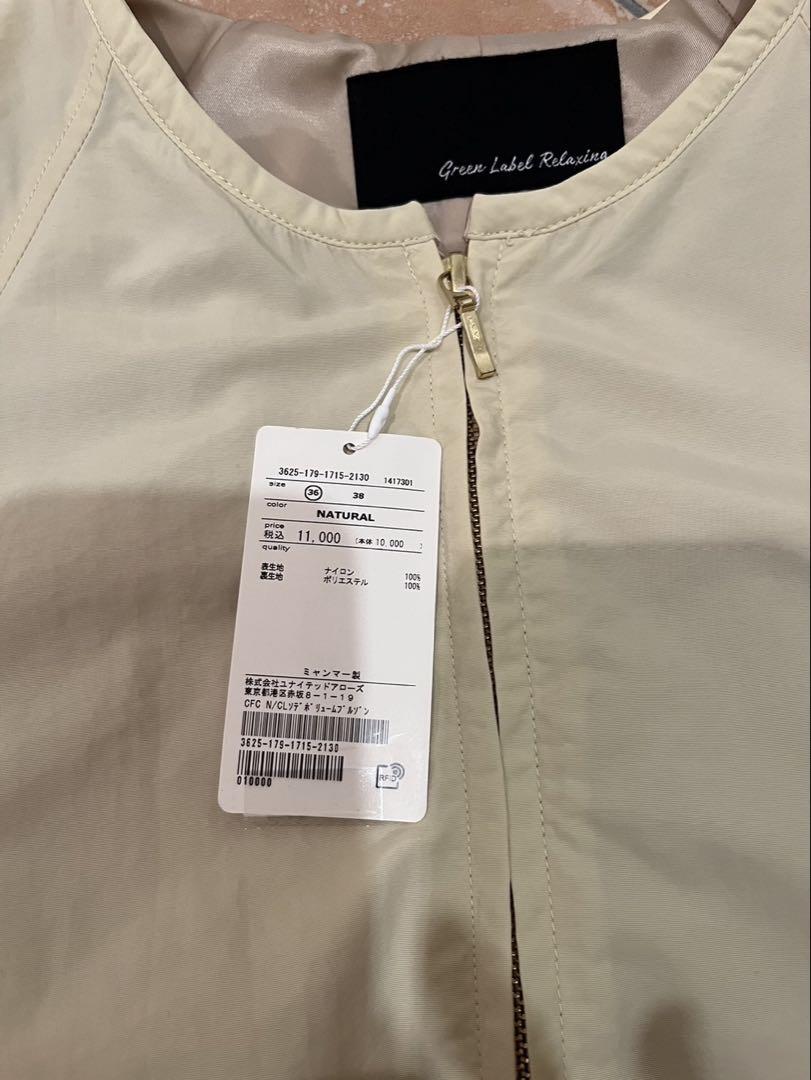 Green Label Relaxing
3625-179-1715-2130 1417301
size 36 38
color
NATURAL
price
税込 11,000 (本体 10,000 )
quality
表生地 ナイロン 100%
裏生地 ポリエステル 100%
ミャンマー製
株式会社ユナイテッドアローズ
東京都港区赤坂8-1-19
CFC N/CLソデボリュームブルゾン
3625-179-1715-2130
010000
RFID